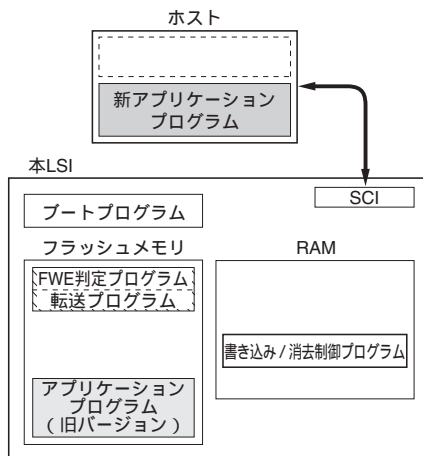 ホスト
新アプリケーション
プログラム
本LSI
SCI
ブートプログラム
フラッシュメモリ
RAM
FWE判定プログラム
転送プログラム
書き込み / 消去制御プログラム
アプリケーション
プログラム
( 旧バージョン )